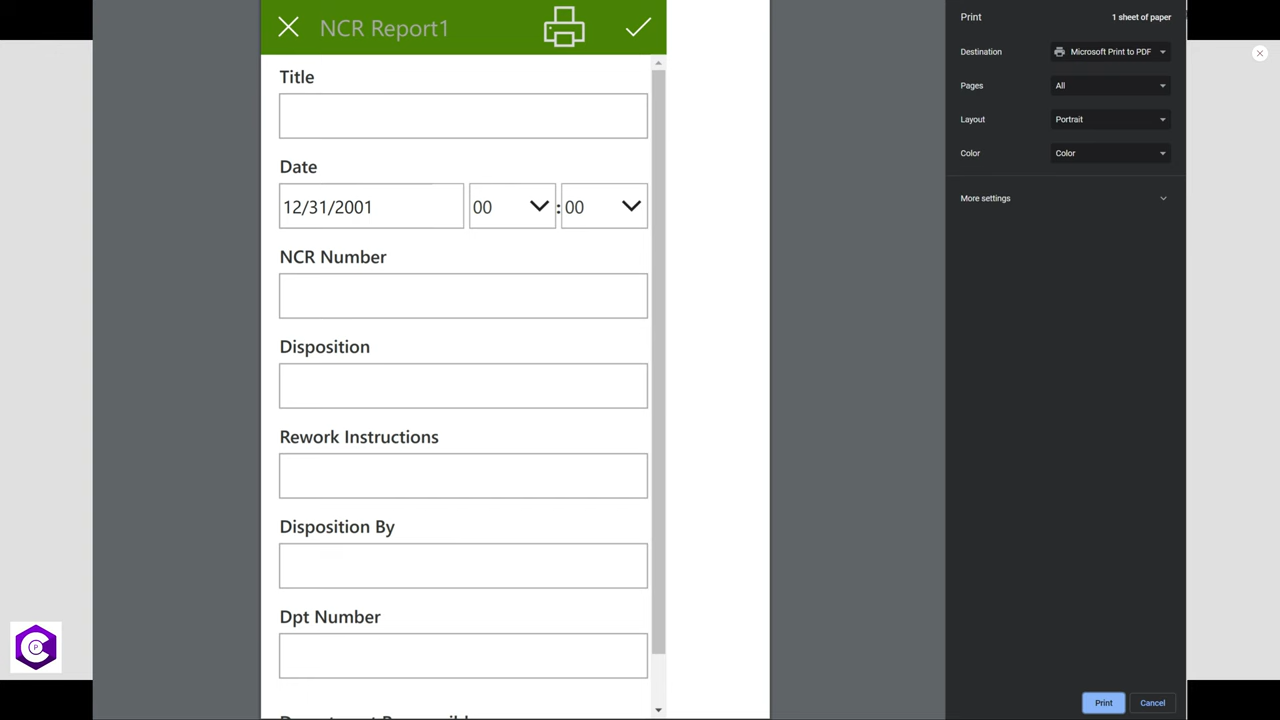 NCR Report1
Title
Date
12/31/2001 00 : 00
NCR Number
Disposition
Rework Instructions
Disposition By
Dpt Number
Print 1 sheet of paper
Destination Microsoft Print to PDF
Pages All
Layout Portrait
Color Color
More settings
Print Cancel
C P